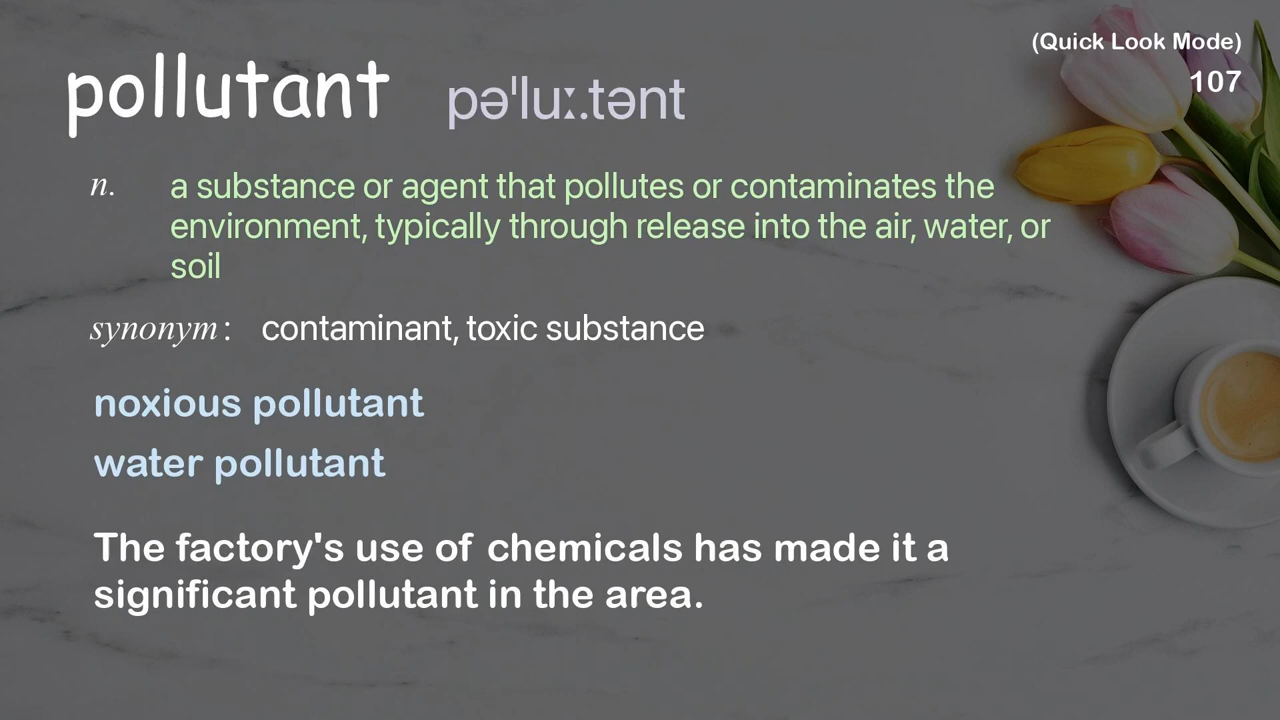 (Quick Look Mode)
107
pollutant pəˈluː.tənt
n. a substance or agent that pollutes or contaminates the
environment, typically through release into the air, water, or
soil
synonym: contaminant, toxic substance
noxious pollutant
water pollutant
The factory's use of chemicals has made it a
significant pollutant in the area.